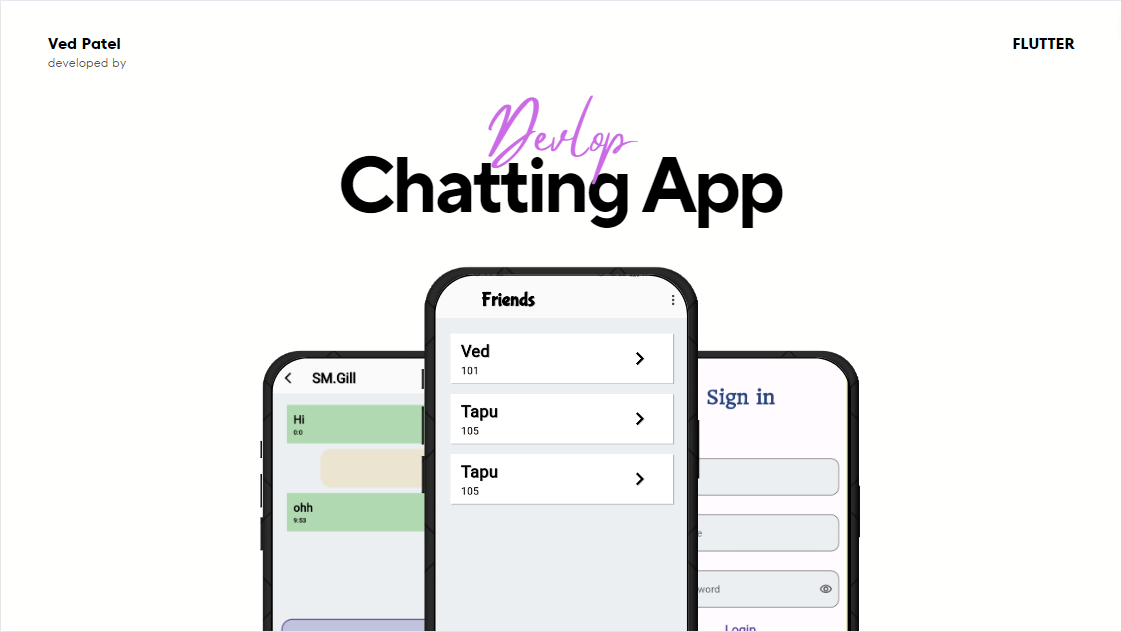 Ved Patel
developed by
FLUTTER
Devlop
Chatting App
SM.Gill
Hi
0:0
ohh
9:53
Friends
Ved
101
Tapu
105
Tapu
105
Sign in
e
word
Login